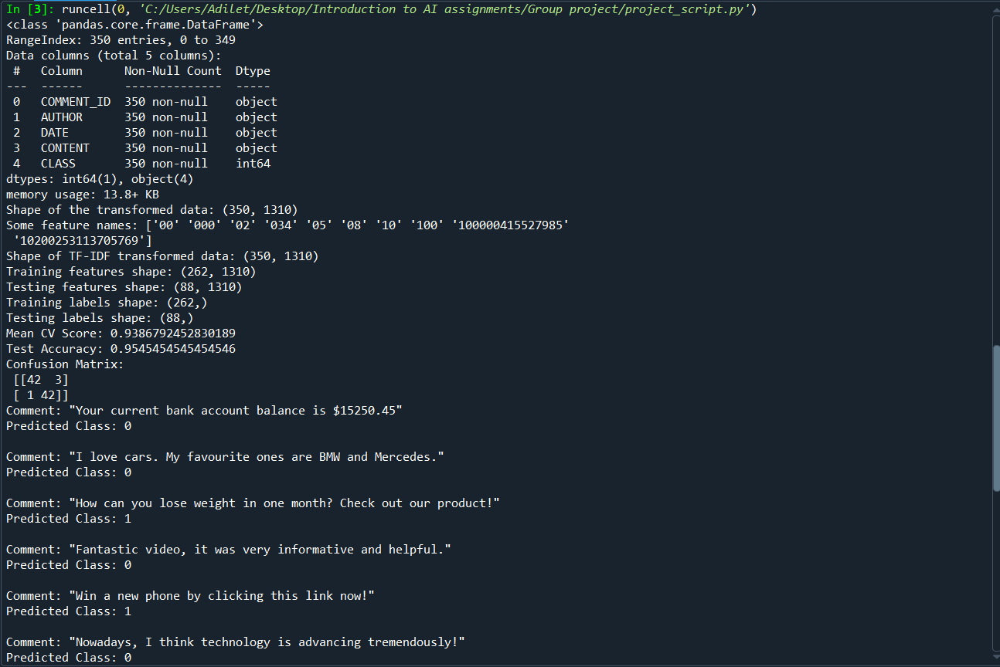 In [3]: runcell(0, 'C:/Users/Adilet/Desktop/Introduction to AI assignments/Group project/project_script.py')
<class 'pandas.core.frame.DataFrame'>
RangeIndex: 350 entries, 0 to 349
Data columns (total 5 columns):
 #   Column      Non-Null Count  Dtype
---  ------      --------------  -----
 0   COMMENT_ID  350 non-null    object
 1   AUTHOR      350 non-null    object
 2   DATE        350 non-null    object
 3   CONTENT     350 non-null    object
 4   CLASS       350 non-null    int64
dtypes: int64(1), object(4)
memory usage: 13.8+ KB
Shape of the transformed data: (350, 1310)
Some feature names: ['00' '000' '02' '034' '05' '08' '10' '100' '100000415527985'
 '10200253113705769']
Shape of TF-IDF transformed data: (350, 1310)
Training features shape: (262, 1310)
Testing features shape: (88, 1310)
Training labels shape: (262,)
Testing labels shape: (88,)
Mean CV Score: 0.9386792452830189
Test Accuracy: 0.9545454545454546
Confusion Matrix:
 [[42  3]
 [ 1 42]]
Comment: "Your current bank account balance is $15250.45"
Predicted Class: 0

Comment: "I love cars. My favourite ones are BMW and Mercedes."
Predicted Class: 0

Comment: "How can you lose weight in one month? Check out our product!"
Predicted Class: 1

Comment: "Fantastic video, it was very informative and helpful."
Predicted Class: 0

Comment: "Win a new phone by clicking this link now!"
Predicted Class: 1

Comment: "Nowadays, I think technology is advancing tremendously!"
Predicted Class: 0